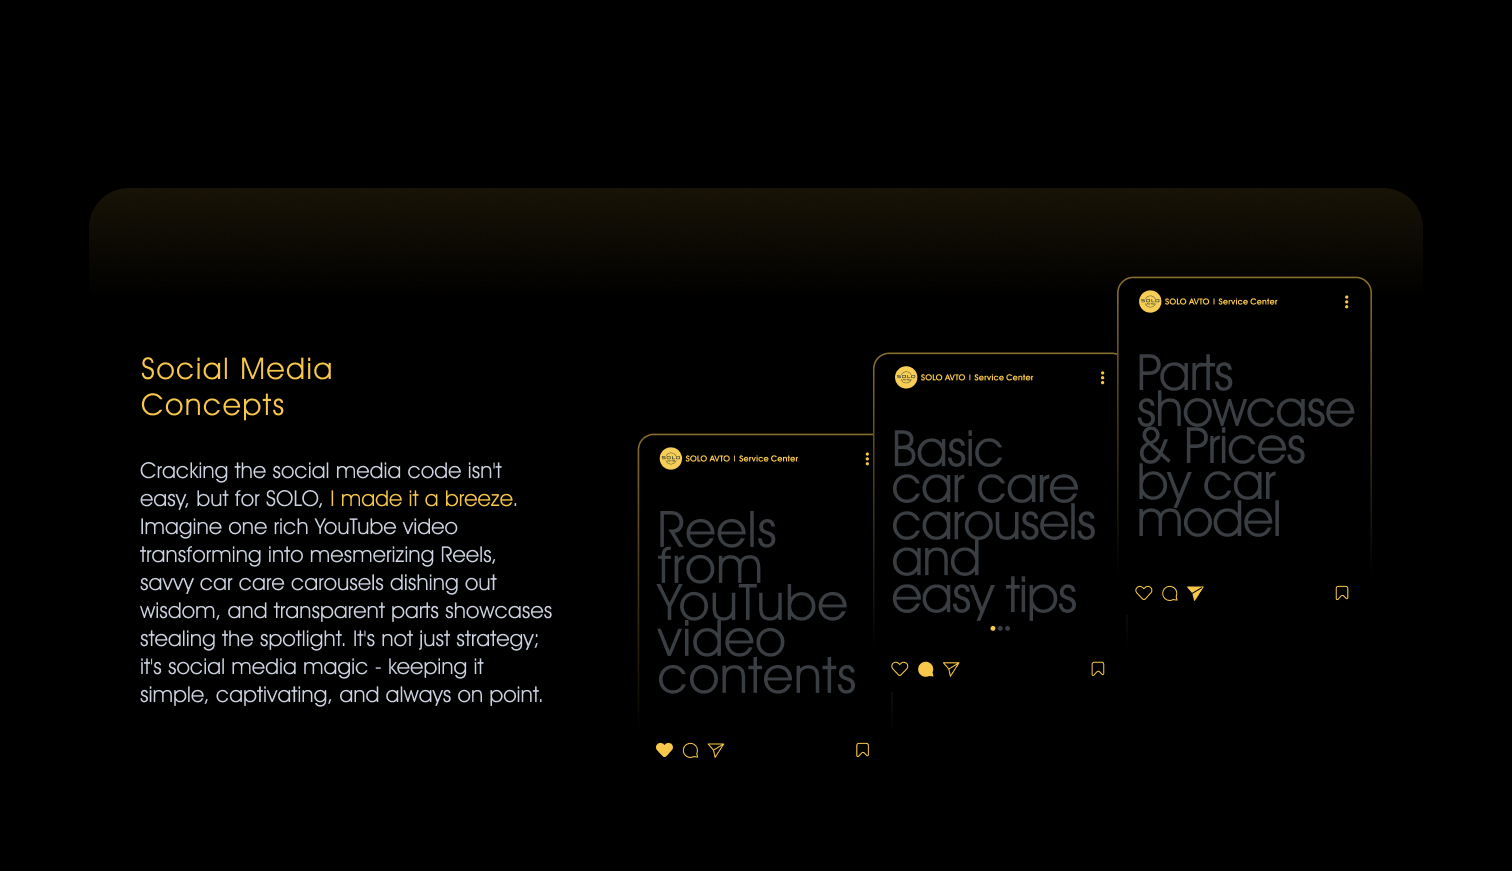 Social Media
Concepts
Cracking the social media code isn't
easy, but for SOLO, I made it a breeze.
Imagine one rich YouTube video
transforming into mesmerizing Reels,
savvy car care carousels dishing out
wisdom, and transparent parts showcases
stealing the spotlight. It's not just strategy;
it's social media magic - keeping it
simple, captivating, and always on point.
SOLO
SOLO AVTO | Service Center
Reels
from
YouTube
video
contents
SOLO
SOLO AVTO | Service Center
Basic
car care
carousels
and
easy tips
SOLO
SOLO AVTO | Service Center
Parts
showcase
& Prices
by car
model